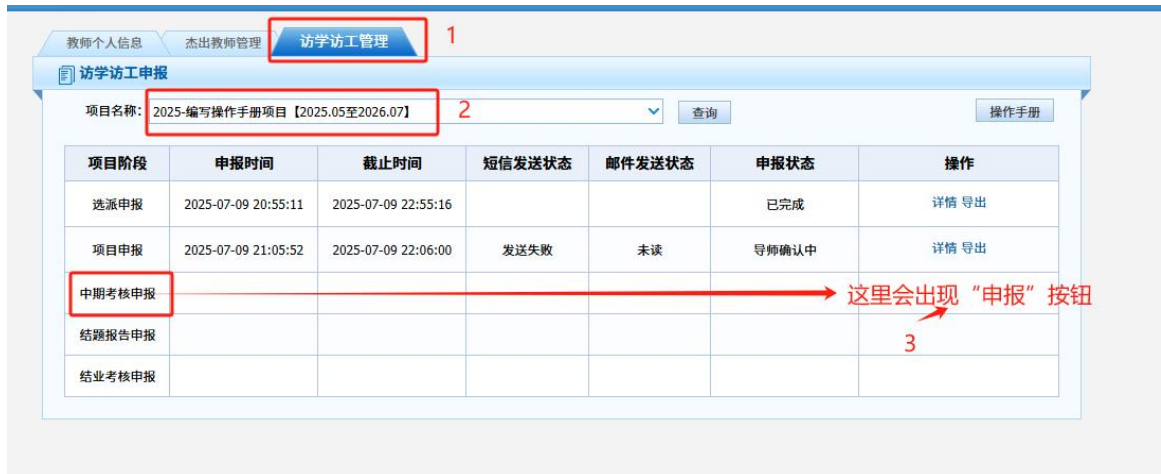 教师个人信息 杰出教师管理 访学访工管理 1
访学访工申报
项目名称: 2025-编写操作手册项目【2025.05至2026.07】 2 查询 操作手册
项目阶段 申报时间 截止时间 短信发送状态 邮件发送状态 申报状态 操作
选派申报 2025-07-09 20:55:11 2025-07-09 22:55:16 已完成 详情 导出
项目申报 2025-07-09 21:05:52 2025-07-09 22:06:00 发送失败 未读 导师确认中 详情 导出
中期考核申报 这里会出现“申报”按钮
结题报告申报 3
结业考核申报